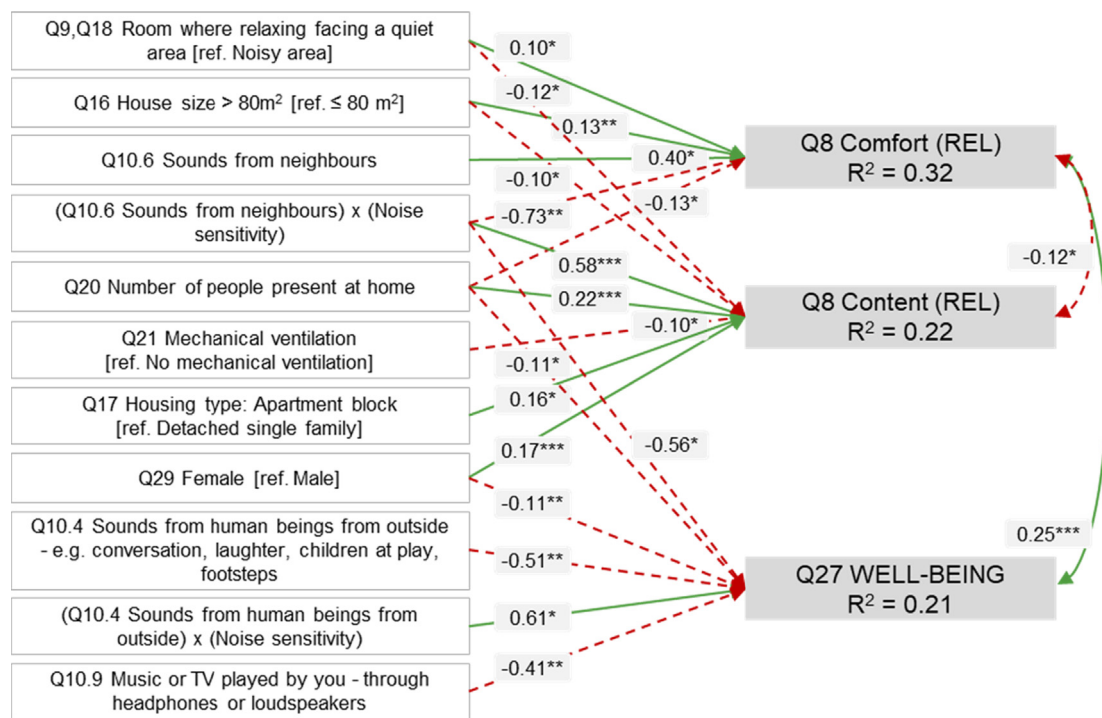 Q9,Q18 Room where relaxing facing a quiet
area [ref. Noisy area]
Q16 House size > 80m² [ref. ≤ 80 m²]
Q10.6 Sounds from neighbours
(Q10.6 Sounds from neighbours) x (Noise
sensitivity)
Q20 Number of people present at home
Q21 Mechanical ventilation
[ref. No mechanical ventilation]
Q17 Housing type: Apartment block
[ref. Detached single family]
Q29 Female [ref. Male]
Q10.4 Sounds from human beings from outside
- e.g. conversation, laughter, children at play,
footsteps
(Q10.4 Sounds from human beings from
outside) x (Noise sensitivity)
Q10.9 Music or TV played by you - through
headphones or loudspeakers
0.10*
-0.12*
0.13**
0.40*
-0.10*
-0.13*
-0.73**
0.58***
0.22***
-0.10*
-0.11*
0.16*
0.17***
-0.56*
-0.11**
-0.51**
0.61*
-0.41**
Q8 Comfort (REL)
R² = 0.32
Q8 Content (REL)
R² = 0.22
Q27 WELL-BEING
R² = 0.21
-0.12*
0.25***